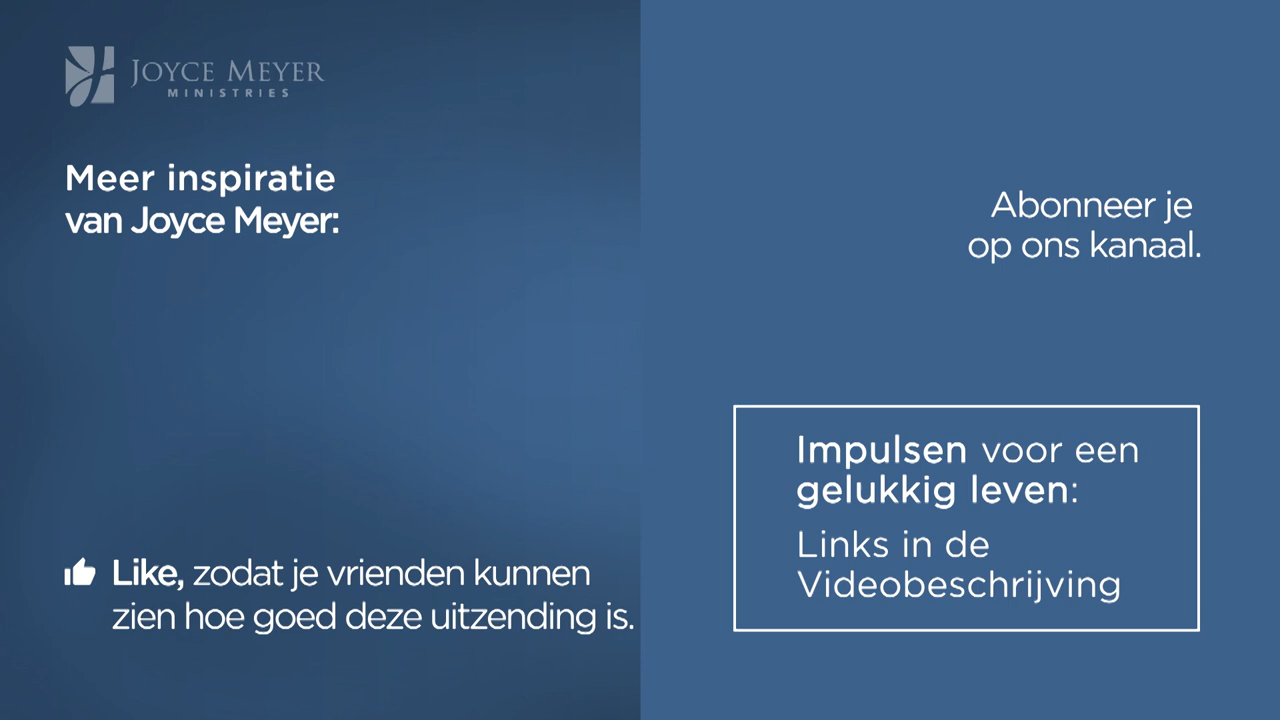 JOYCE MEYER
MINISTRIES
Meer inspiratie
van Joyce Meyer:
Abonneer je
op ons kanaal.
Impulsen voor een
gelukkig leven:
Links in de
Videobeschrijving
Like, zodat je vrienden kunnen
zien hoe goed deze uitzending is.